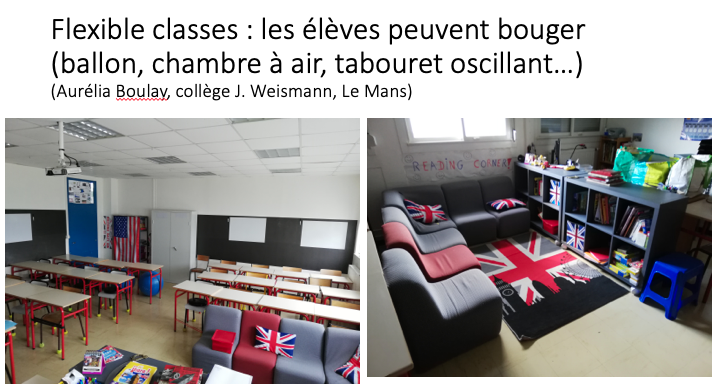 Flexible classes : les élèves peuvent bouger
(ballon, chambre à air, tabouret oscillant…)
(Aurélia Boulay, collège J. Weismann, Le Mans)
READING CORNER